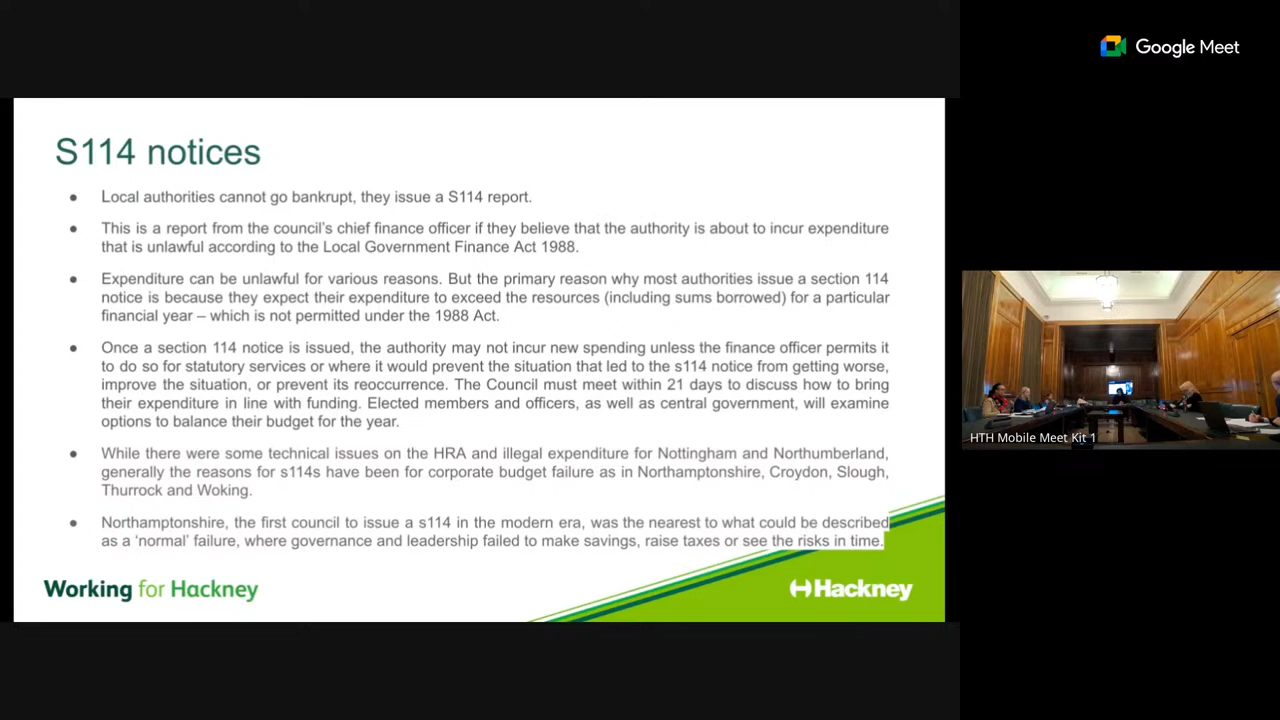 Google Meet
S114 notices
● Local authorities cannot go bankrupt, they issue a S114 report.
● This is a report from the council's chief finance officer if they believe that the authority is about to incur expenditure
that is unlawful according to the Local Government Finance Act 1988.
● Expenditure can be unlawful for various reasons. But the primary reason why most authorities issue a section 114
notice is because they expect their expenditure to exceed the resources (including sums borrowed) for a particular
financial year – which is not permitted under the 1988 Act.
● Once a section 114 notice is issued, the authority may not incur new spending unless the finance officer permits it
to do so for statutory services or where it would prevent the situation that led to the s114 notice from getting worse,
improve the situation, or prevent its reoccurrence. The Council must meet within 21 days to discuss how to bring
their expenditure in line with funding. Elected members and officers, as well as central government, will examine
options to balance their budget for the year.
● While there were some technical issues on the HRA and illegal expenditure for Nottingham and Northumberland,
generally the reasons for s114s have been for corporate budget failure as in Northamptonshire, Croydon, Slough,
Thurrock and Woking.
● Northamptonshire, the first council to issue a s114 in the modern era, was the nearest to what could be described
as a 'normal' failure, where governance and leadership failed to make savings, raise taxes or see the risks in time.
Working for Hackney
Hackney
HTH Mobile Meet Kit 1